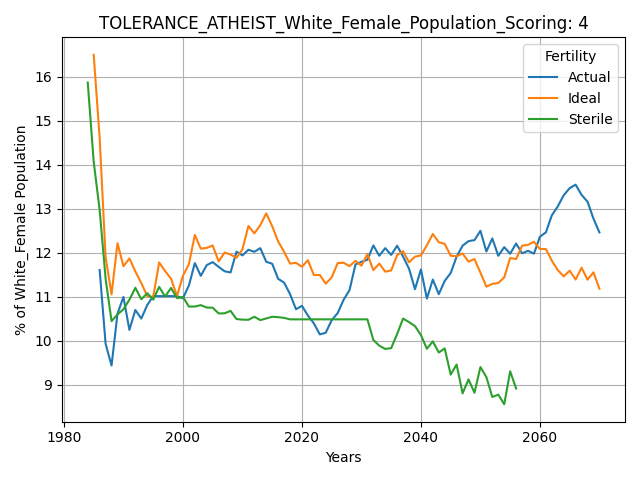 TOLERANCE_ATHEIST_White_Female_Population_Scoring: 4
Fertility
Actual
Ideal
Sterile
% of White_Female Population
16
15
14
13
12
11
10
9
1980
2000
2020
2040
2060
Years